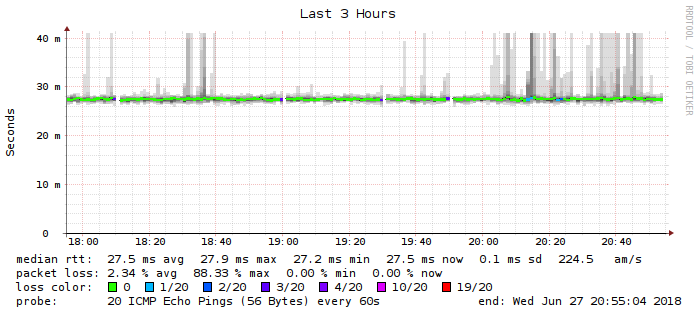 Last 3 Hours
RRDTOOL / TOBI OETIKER
Seconds
40 m
30 m
20 m
10 m
0
18:00 18:20 18:40 19:00 19:20 19:40 20:00 20:20 20:40
median rtt: 27.5 ms avg 27.9 ms max 27.2 ms min 27.5 ms now 0.1 ms sd 224.5 am/s
packet loss: 2.34 % avg 88.33 % max 0.00 % min 0.00 % now
loss color: 0 1/20 2/20 3/20 4/20 10/20 19/20
probe: 20 ICMP Echo Pings (56 Bytes) every 60s end: Wed Jun 27 20:55:04 2018